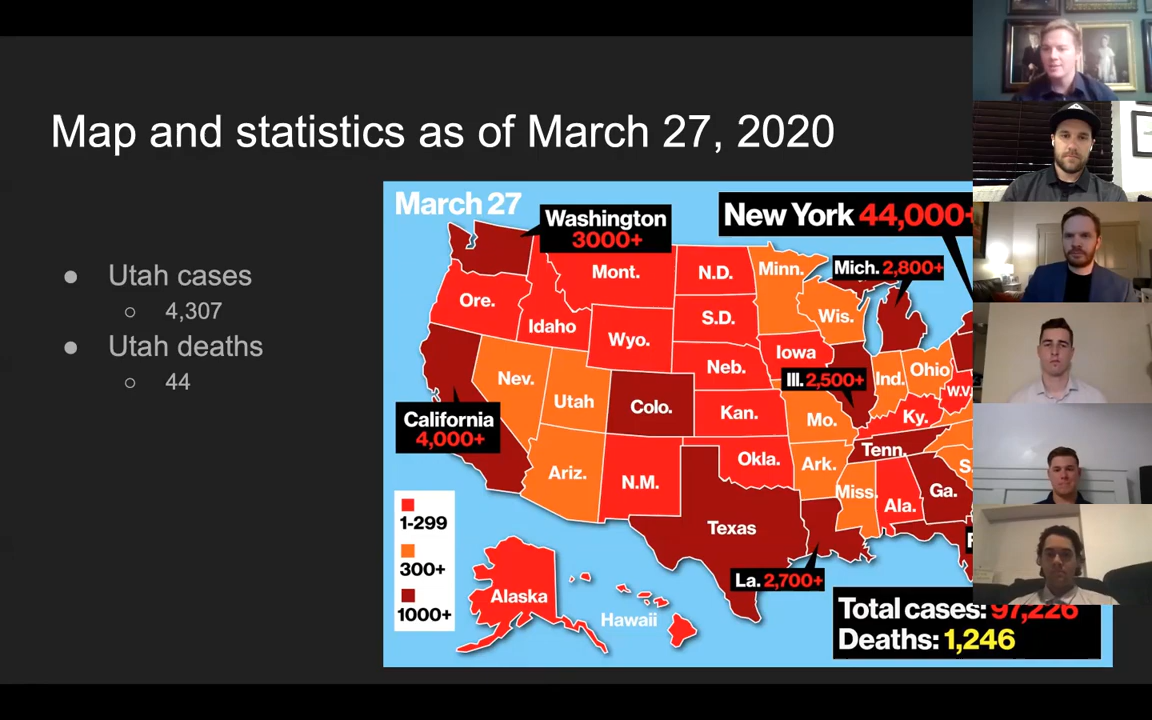 Map and statistics as of March 27, 2020
Utah cases
4,307
Utah deaths
44
March 27
Washington
3000+
New York 44,000+
Mont.
N.D.
Minn.
Mich. 2,800+
Ore.
Idaho
S.D.
Wis.
Wyo.
Iowa
Neb.
Ill. 2,500+
Ind.
Ohio
W.V.
Nev.
Utah
Colo.
Kan.
Mo.
Ky.
California
4,000+
Tenn.
Ariz.
N.M.
Okla.
Ark.
S.
Miss.
Ala.
Ga.
Texas
1-299
300+
1000+
La. 2,700+
Alaska
Hawaii
Total cases: 97,226
Deaths: 1,246